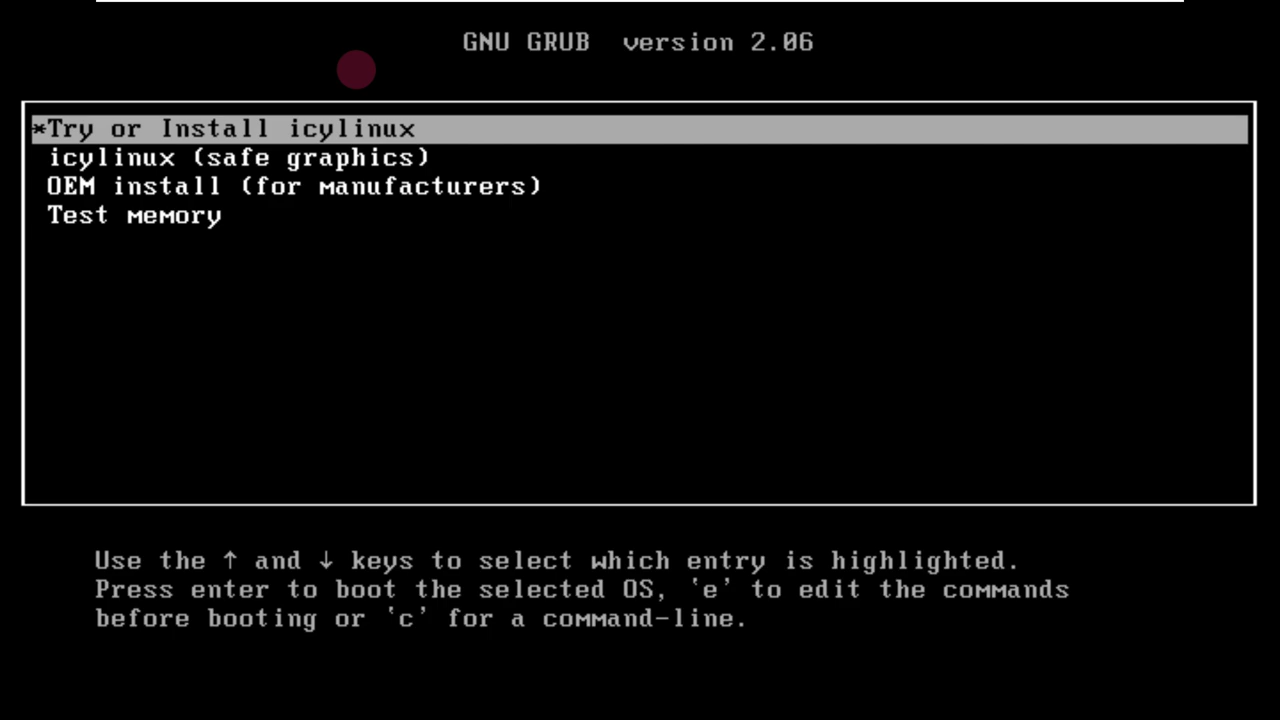 GNU GRUB  version 2.06
*Try or Install icylinux
icylinux (safe graphics)
OEM install (for manufacturers)
Test memory
Use the ↑ and ↓ keys to select which entry is highlighted.
Press enter to boot the selected OS, `e' to edit the commands
before booting or `c' for a command-line.